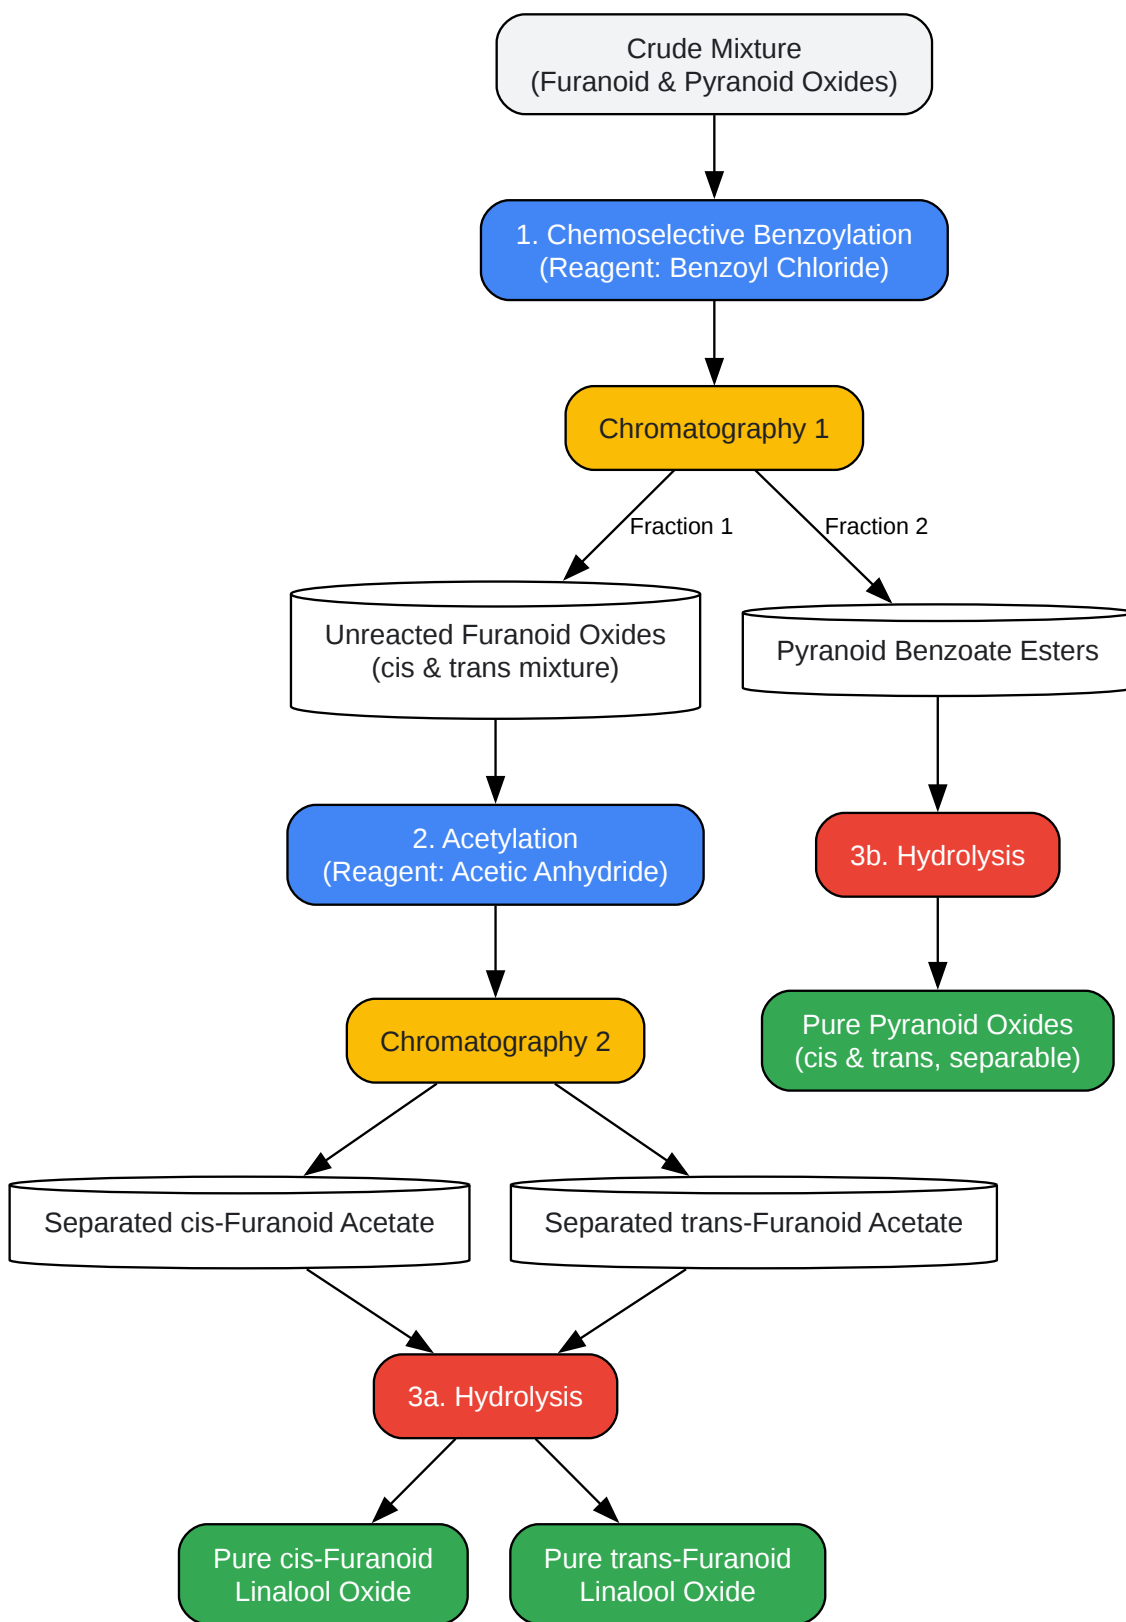 Crude Mixture
(Furanoid & Pyranoid Oxides)
1. Chemoselective Benzoylation
(Reagent: Benzoyl Chloride)
Chromatography 1
Fraction 1
Fraction 2
Unreacted Furanoid Oxides
(cis & trans mixture)
Pyranoid Benzoate Esters
2. Acetylation
(Reagent: Acetic Anhydride)
3b. Hydrolysis
Chromatography 2
Pure Pyranoid Oxides
(cis & trans, separable)
Separated cis-Furanoid Acetate
Separated trans-Furanoid Acetate
3a. Hydrolysis
Pure cis-Furanoid
Linalool Oxide
Pure trans-Furanoid
Linalool Oxide